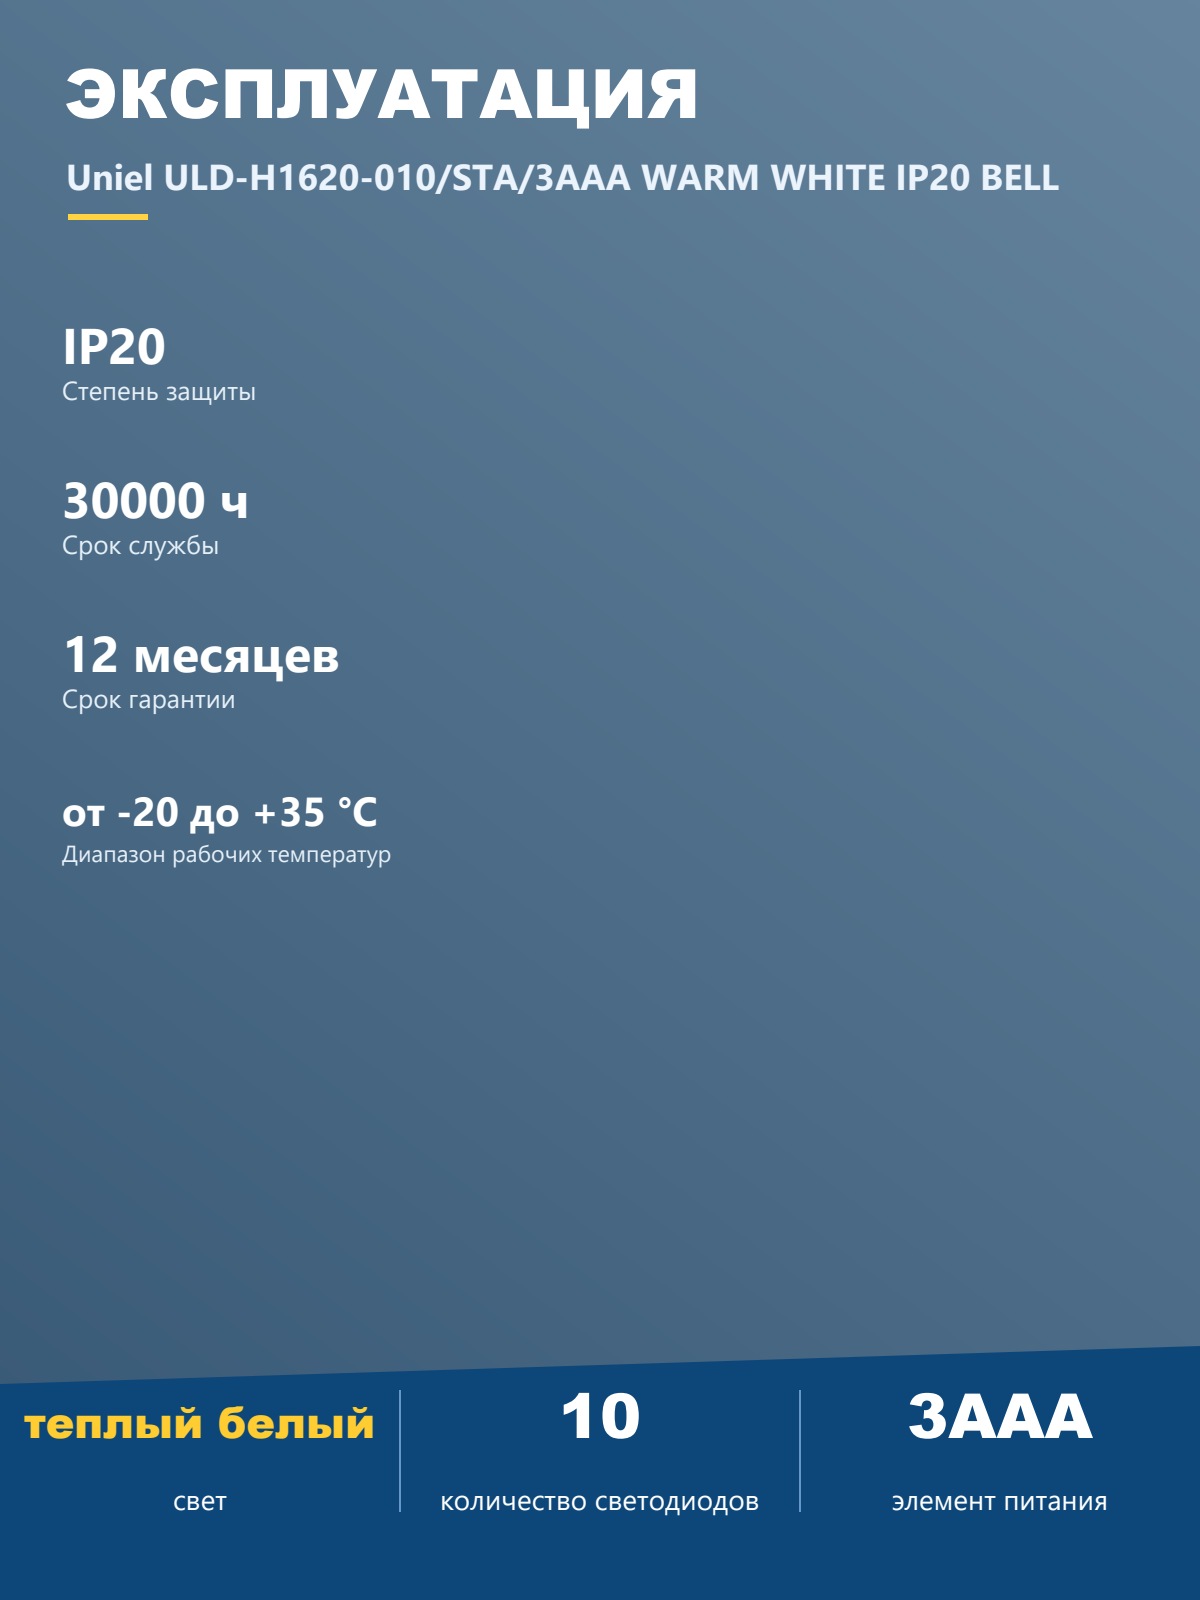 ЭКСПЛУАТАЦИЯ
Uniel ULD-H1620-010/STA/3AAA WARM WHITE IP20 BELL
IP20
Степень защиты
30000 ч
Срок службы
12 месяцев
Срок гарантии
от -20 до +35 °C
Диапазон рабочих температур
теплый белый
свет
10
количество светодиодов
3AAA
элемент питания